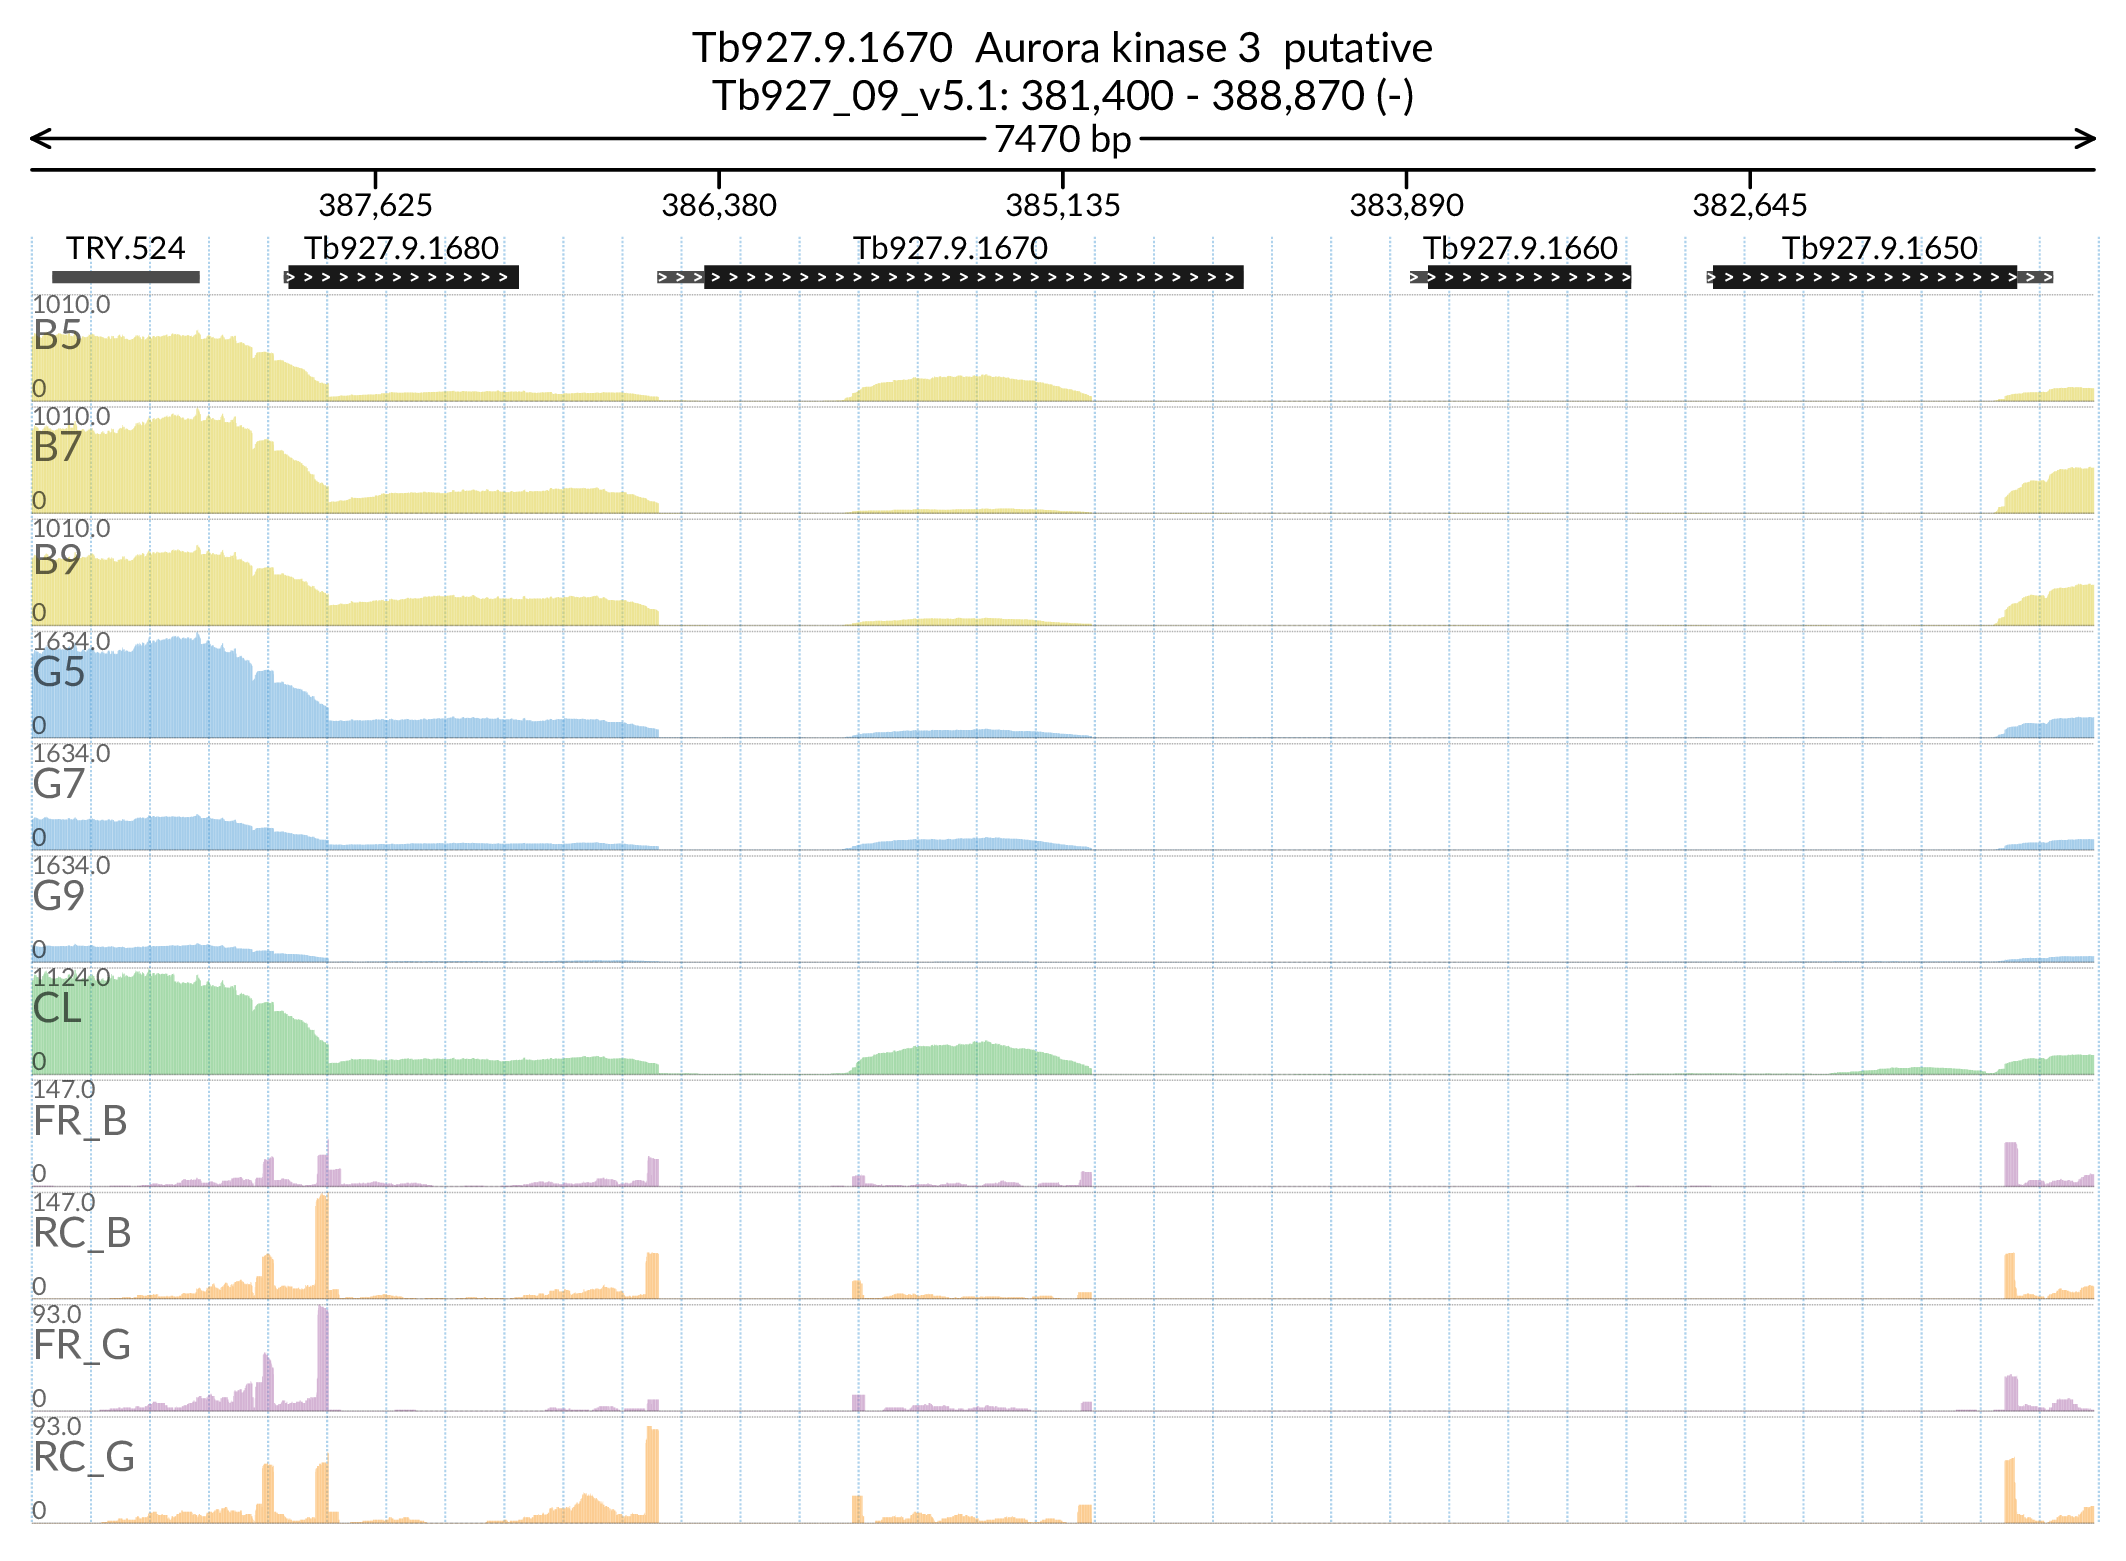 Tb927.9.1670 Aurora kinase 3 putative
Tb927_09_v5.1: 381,400 - 388,870 (-)
7470 bp
387,625 386,380 385,135 383,890 382,645
TRY.524 Tb927.9.1680 Tb927.9.1670 Tb927.9.1660 Tb927.9.1650
1010.0
B5
0
1010.0
B7
0
1010.0
B9
0
1634.0
G5
0
1634.0
G7
0
1634.0
G9
0
1124.0
CL
0
147.0
FR_B
0
147.0
RC_B
0
93.0
FR_G
0
93.0
RC_G
0